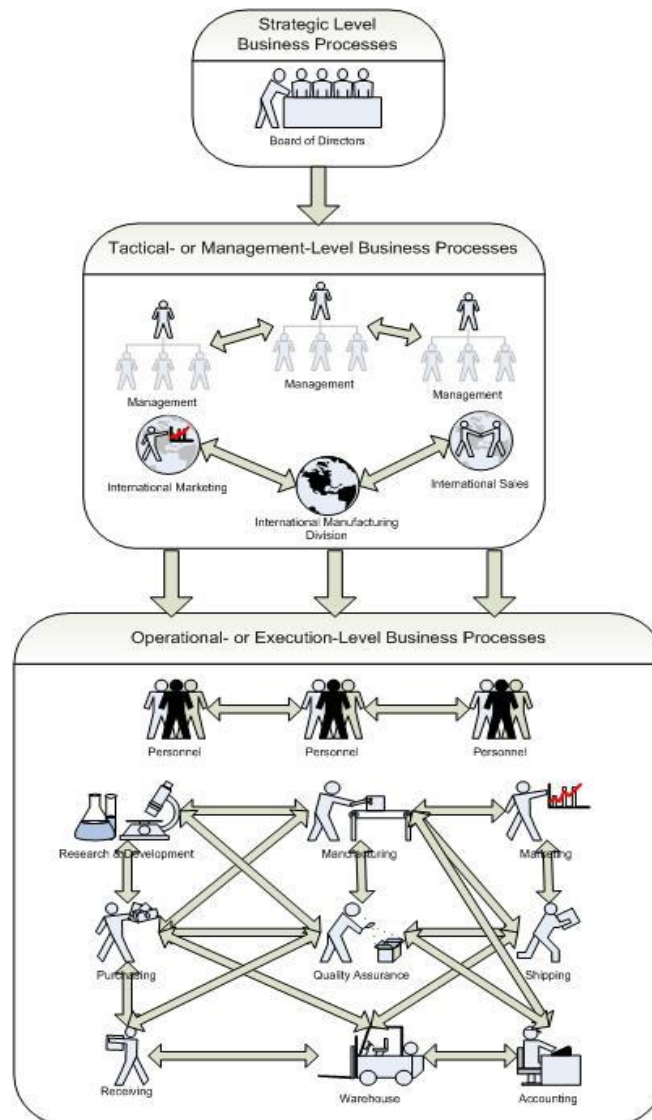 Strategic Level
Business Processes
Board of Directors
Tactical- or Management-Level Business Processes
Management
Management
Management
International Marketing
International Sales
International Manufacturing
Division
Operational- or Execution-Level Business Processes
Personnel
Personnel
Personnel
Research & Development
Manufacturing
Marketing
Purchasing
Quality Assurance
Shipping
Receiving
Warehouse
Accounting